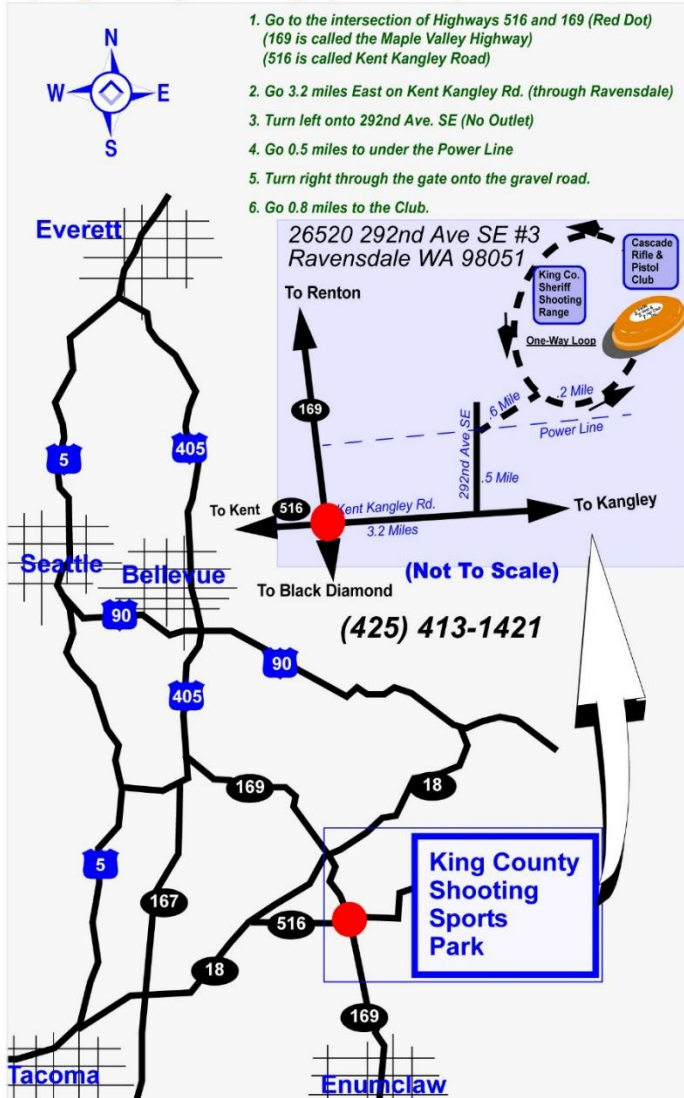 1. Go to the intersection of Highways 516 and 169 (Red Dot)
(169 is called the Maple Valley Highway)
(516 is called Kent Kangley Road)
2. Go 3.2 miles East on Kent Kangley Rd. (through Ravensdale)
3. Turn left onto 292nd Ave. SE (No Outlet)
4. Go 0.5 miles to under the Power Line
5. Turn right through the gate onto the gravel road.
6. Go 0.8 miles to the Club.
N
W
E
S
Everett
26520 292nd Ave SE #3
Ravensdale WA 98051
To Renton
King Co.
Sheriff
Shooting
Range
Cascade
Rifle &
Pistol
Club
One-Way Loop
169
.6 Mile
.2 Mile
Power Line
292nd Ave SE
.5 Mile
To Kent
516
Kent Kangley Rd.
3.2 Miles
To Kangley
To Black Diamond
(Not To Scale)
(425) 413-1421
5
405
Seattle
Bellevue
90
90
405
169
18
5
167
516
18
169
King County
Shooting
Sports
Park
Tacoma
Enumclaw